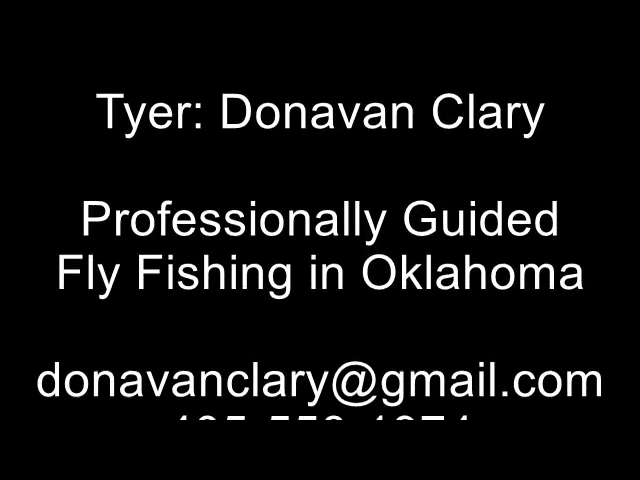 Tyer: Donavan Clary
Professionally Guided
Fly Fishing in Oklahoma
donavanclary@gmail.com